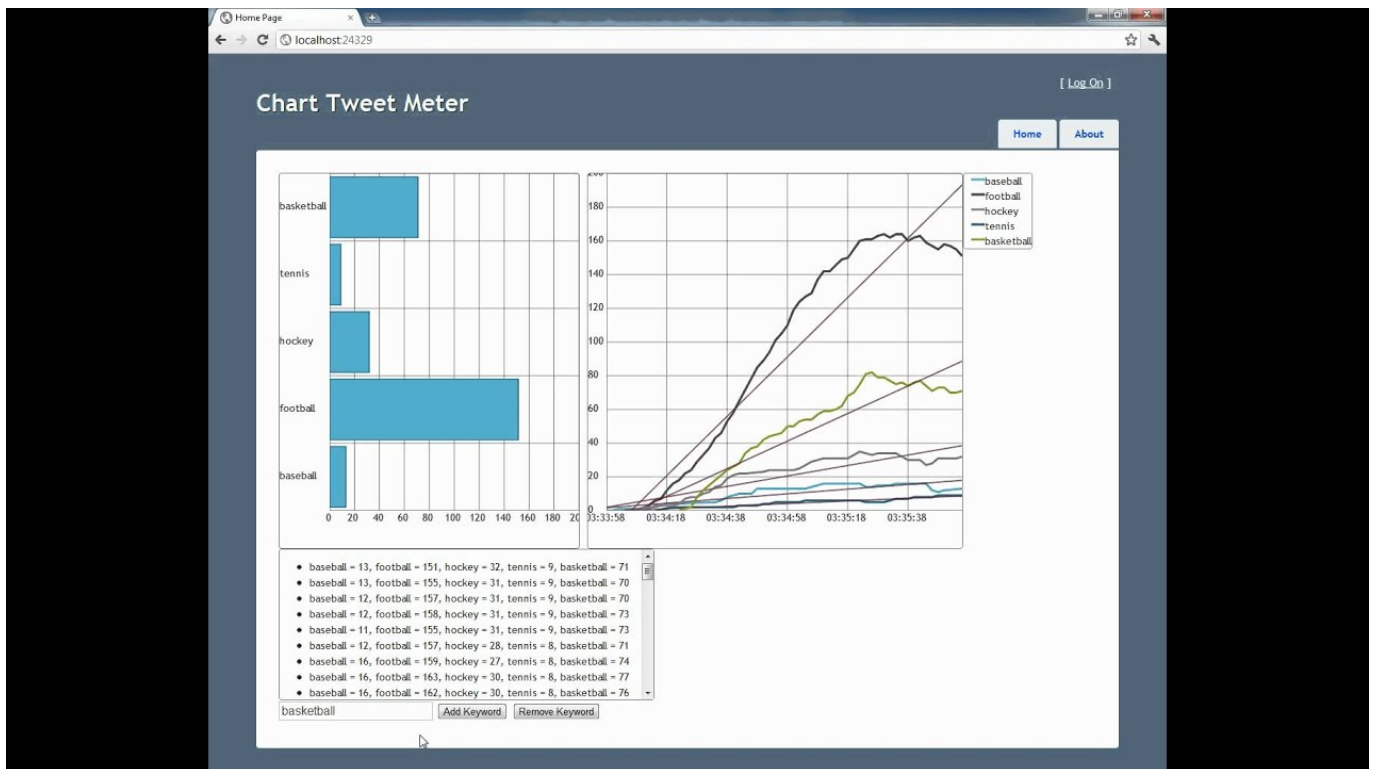 Home Page
localhost:24329
[ Log On ]
Chart Tweet Meter
Home About
basketball
tennis
hockey
football
baseball
0 20 40 60 80 100 120 140 160 180 20
200
180
160
140
120
100
80
60
40
20
0
03:33:58 03:34:18 03:34:38 03:34:58 03:35:18 03:35:38
baseball
football
hockey
tennis
basketball
baseball = 13, football = 151, hockey = 32, tennis = 9, basketball = 71
baseball = 13, football = 155, hockey = 31, tennis = 9, basketball = 70
baseball = 12, football = 157, hockey = 31, tennis = 9, basketball = 70
baseball = 12, football = 158, hockey = 31, tennis = 9, basketball = 73
baseball = 11, football = 155, hockey = 31, tennis = 9, basketball = 73
baseball = 12, football = 157, hockey = 28, tennis = 8, basketball = 71
baseball = 16, football = 159, hockey = 27, tennis = 8, basketball = 74
baseball = 16, football = 163, hockey = 30, tennis = 8, basketball = 77
baseball = 16, football = 162, hockey = 30, tennis = 8, basketball = 76
basketball Add Keyword Remove Keyword